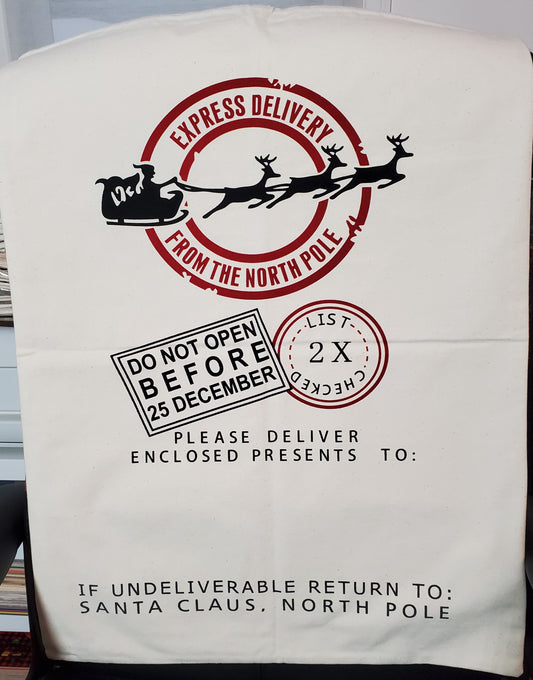 EXPRESS DELIVERY
FROM THE NORTH POLE
DO NOT OPEN
BEFORE
25 DECEMBER
LIST
2 X
CHECKED
PLEASE DELIVER
ENCLOSED PRESENTS TO:
IF UNDELIVERABLE RETURN TO:
SANTA CLAUS, NORTH POLE